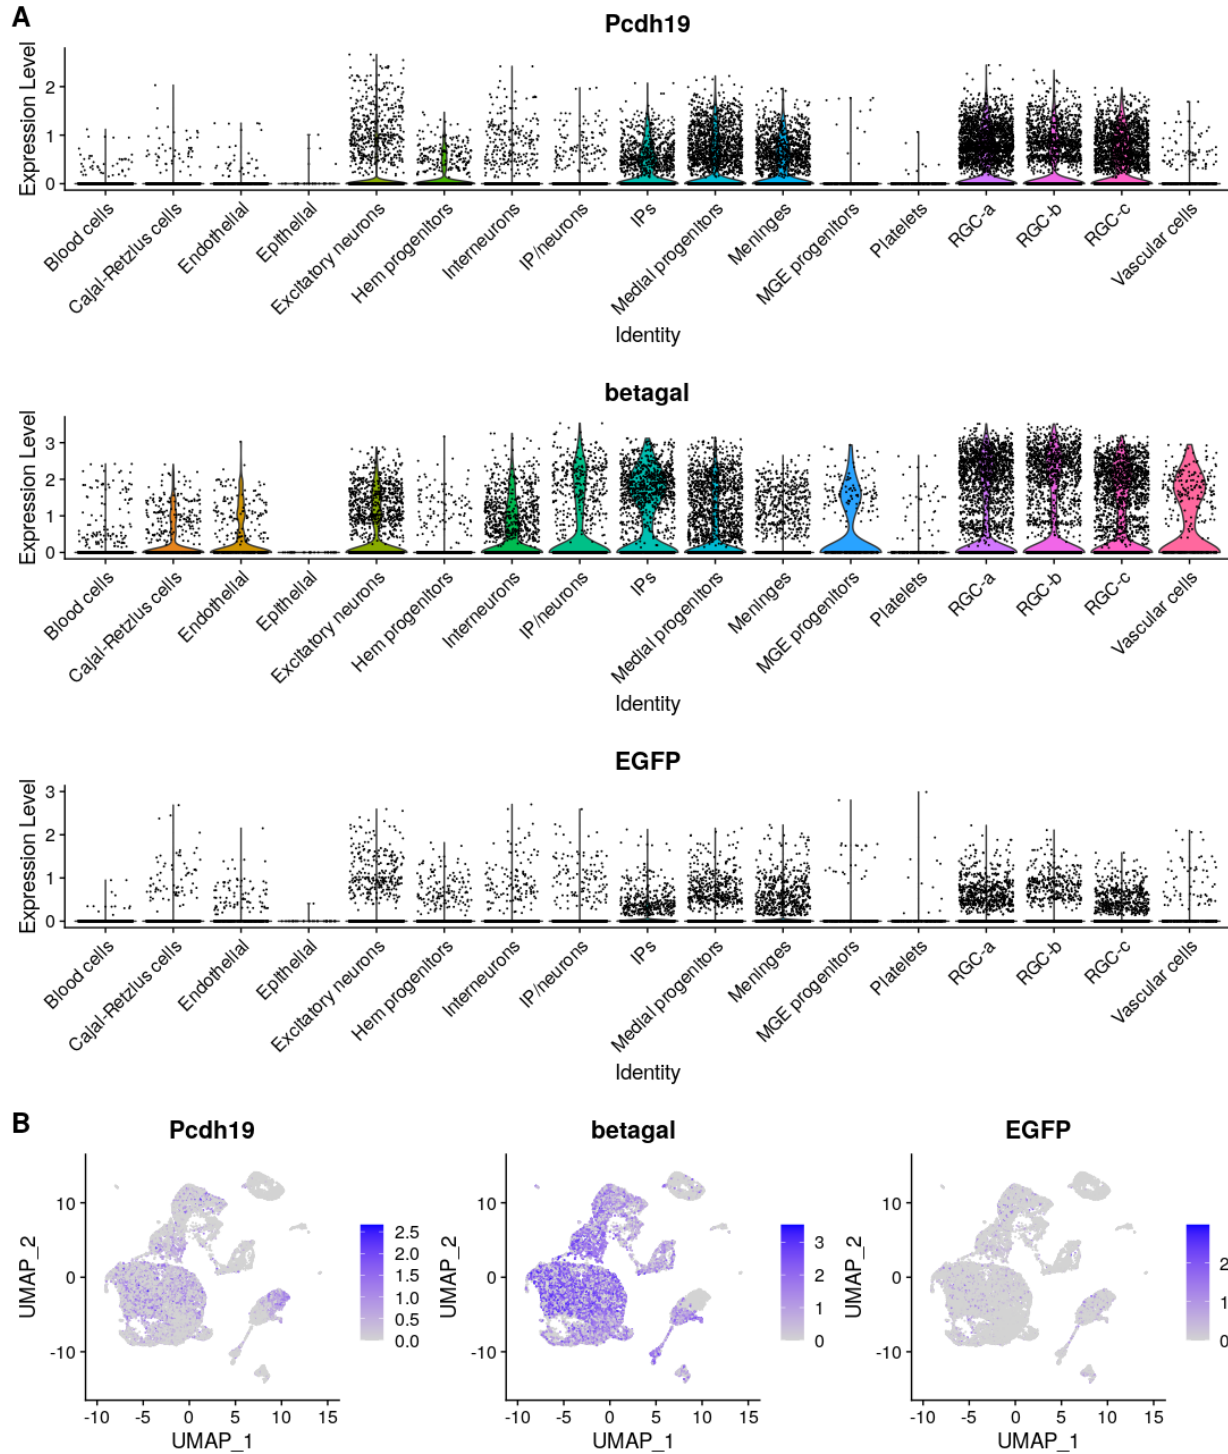 A
Pcdh19
Expression Level
2
1
0
Blood cells
Cajal-Retzius cells
Endothelial
Epithelial
Excitatory neurons
Hem progenitors
Interneurons
IP/neurons
IPs
Medial progenitors
Meninges
MGE progenitors
Platelets
RGC-a
RGC-b
RGC-c
Vascular cells
Identity
betagal
Expression Level
3
2
1
0
Blood cells
Cajal-Retzius cells
Endothelial
Epithelial
Excitatory neurons
Hem progenitors
Interneurons
IP/neurons
IPs
Medial progenitors
Meninges
MGE progenitors
Platelets
RGC-a
RGC-b
RGC-c
Vascular cells
Identity
EGFP
Expression Level
3
2
1
0
Blood cells
Cajal-Retzius cells
Endothelial
Epithelial
Excitatory neurons
Hem progenitors
Interneurons
IP/neurons
IPs
Medial progenitors
Meninges
MGE progenitors
Platelets
RGC-a
RGC-b
RGC-c
Vascular cells
Identity
B
Pcdh19
UMAP_2
10
0
-10
-10 -5 0 5 10 15
UMAP_1
2.5
2.0
1.5
1.0
0.5
0.0
betagal
UMAP_2
10
0
-10
-10 -5 0 5 10 15
UMAP_1
3
2
1
0
EGFP
UMAP_2
10
0
-10
-10 -5 0 5 10 15
UMAP_1
2
1
0